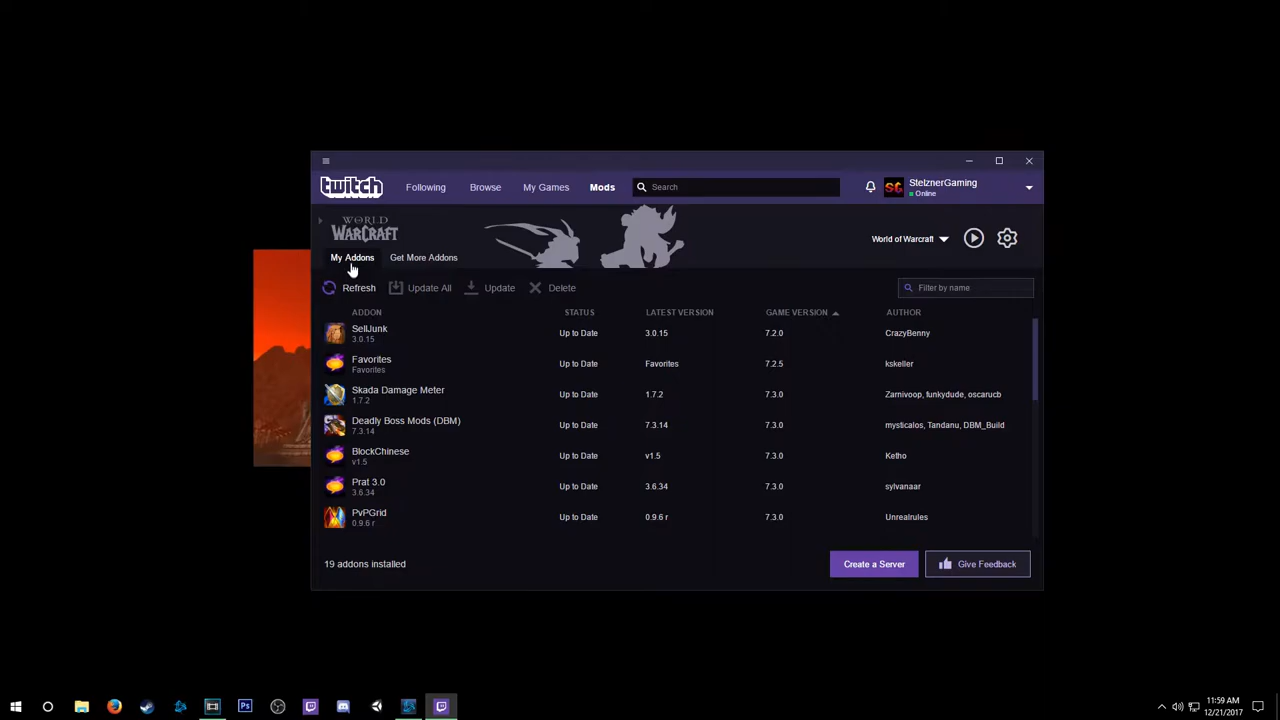 twitch Following Browse My Games Mods Search StelznerGaming
Online
WORLD
WARCRAFT
World of Warcraft
My Addons Get More Addons
Refresh Update All Update Delete Filter by name
ADDON STATUS LATEST VERSION GAME VERSION AUTHOR
SellJunk Up to Date 3.0.15 7.2.0 CrazyBenny
3.0.15
Favorites Up to Date Favorites 7.2.5 kskeller
Favorites
Skada Damage Meter Up to Date 1.7.2 7.3.0 Zarnivoop, funkydude, oscarucb
1.7.2
Deadly Boss Mods (DBM) Up to Date 7.3.14 7.3.0 mysticalos, Tandanu, DBM_Build
7.3.14
BlockChinese Up to Date v1.5 7.3.0 Ketho
v1.5
Prat 3.0 Up to Date 3.6.34 7.3.0 sylvanaar
3.6.34
PvPGrid Up to Date 0.9.6 r 7.3.0 Unrealrules
0.9.6 r
19 addons installed Create a Server Give Feedback
Ps
11:59 AM
12/21/2017